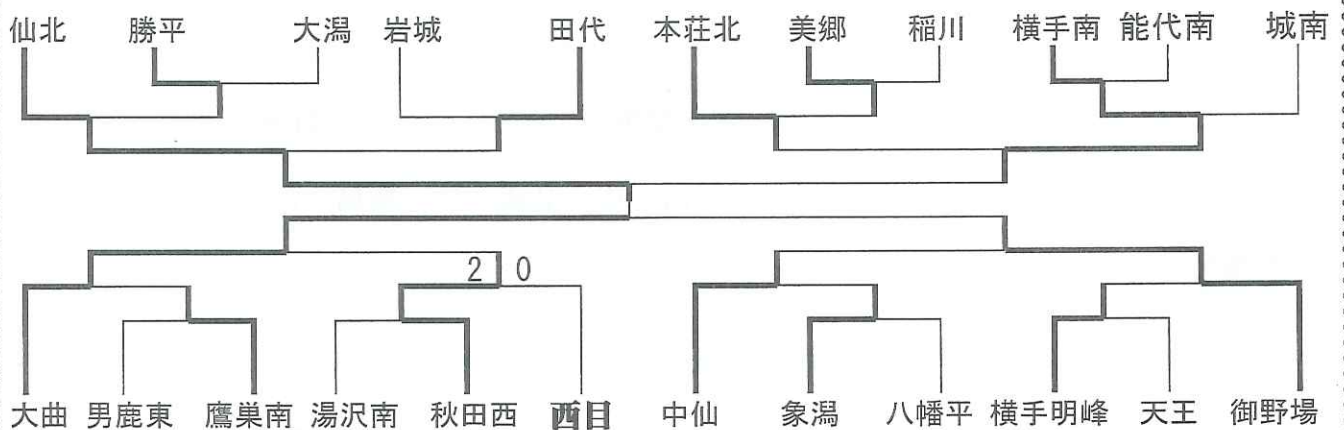 仙北 勝平 大潟 岩城 田代 本荘北 美郷 稲川 横手南 能代南 城南
2 0
大曲 男鹿東 鷹巣南 湯沢南 秋田西 西目 中仙 象潟 八幡平 横手明峰 天王 御野場